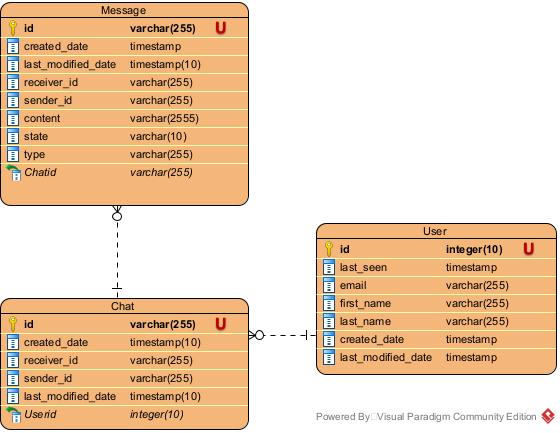 Message
id varchar(255) U
created_date timestamp
last_modified_date timestamp(10)
receiver_id varchar(255)
sender_id varchar(255)
content varchar(2555)
state varchar(10)
type varchar(255)
Chatid varchar(255)
User
id integer(10) U
last_seen timestamp
email varchar(255)
first_name varchar(255)
last_name varchar(255)
created_date timestamp
last_modified_date timestamp
Chat
id varchar(255) U
created_date timestamp(10)
receiver_id varchar(255)
sender_id varchar(255)
last_modified_date timestamp(10)
Userid integer(10)
Powered By Visual Paradigm Community Edition